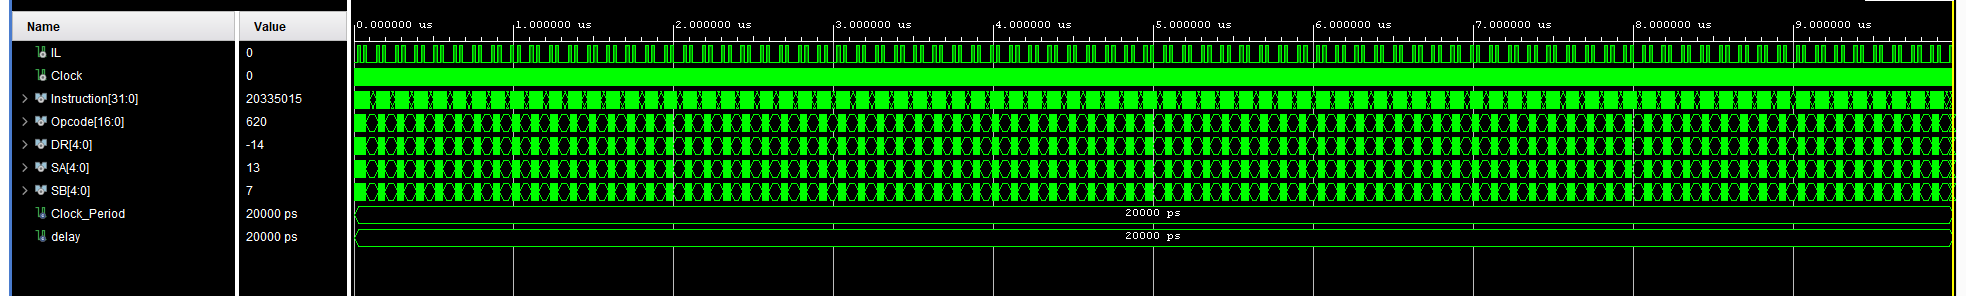 Name Value 0.000000 us 1.000000 us 2.000000 us 3.000000 us 4.000000 us 5.000000 us 6.000000 us 7.000000 us 8.000000 us 9.000000 us
IL 0
Clock 0
Instruction[31:0] 20335015
Opcode[16:0] 620
DR[4:0] -14
SA[4:0] 13
SB[4:0] 7
Clock_Period 20000 ps 20000 ps
delay 20000 ps 20000 ps